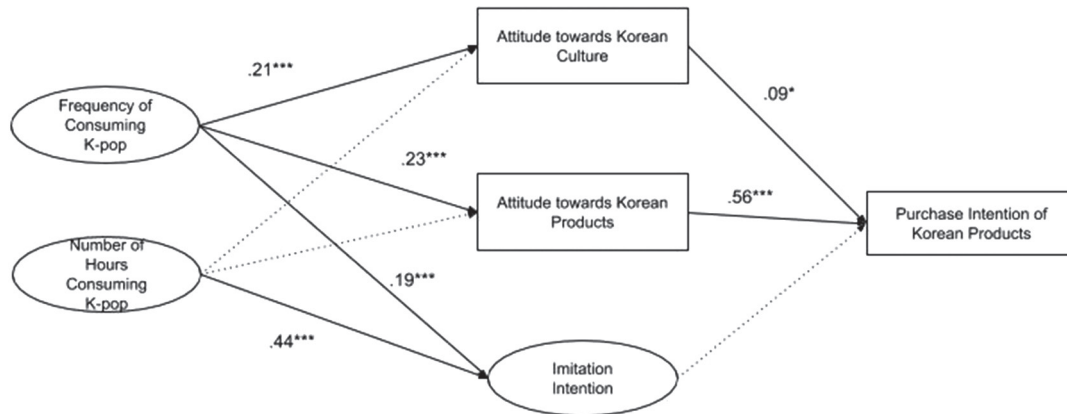 Attitude towards Korean
Culture
.21***
.09*
Frequency of
Consuming
K-pop
.23***
Attitude towards Korean
Products
.56***
Purchase Intention of
Korean Products
Number of
Hours
Consuming
K-pop
.19***
.44***
Imitation
Intention